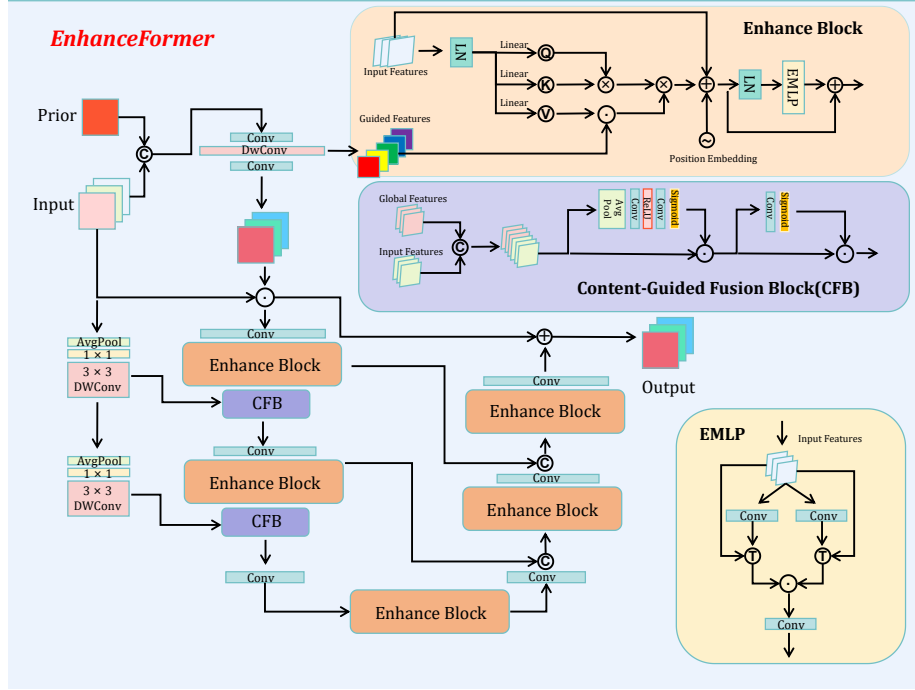 EnhanceFormer
Prior
Input
C
Conv
DwConv
Conv
Enhance Block
Input Features
LN
Linear
Q
Linear
K
Linear
V
Guided Features
Position Embedding
LN
EMLP
Global Features
Input Features
C
Avg
Pool
Conv
ReLU
Conv
Sigmoid
Conv
Sigmoid
Content-Guided Fusion Block(CFB)
AvgPool
1 × 1
3 × 3
DWConv
AvgPool
1 × 1
3 × 3
DWConv
Conv
Enhance Block
CFB
Conv
Enhance Block
CFB
Conv
Enhance Block
Conv
C
Enhance Block
Conv
C
Enhance Block
Conv
Output
EMLP
Input Features
Conv
Conv
T
T
Conv